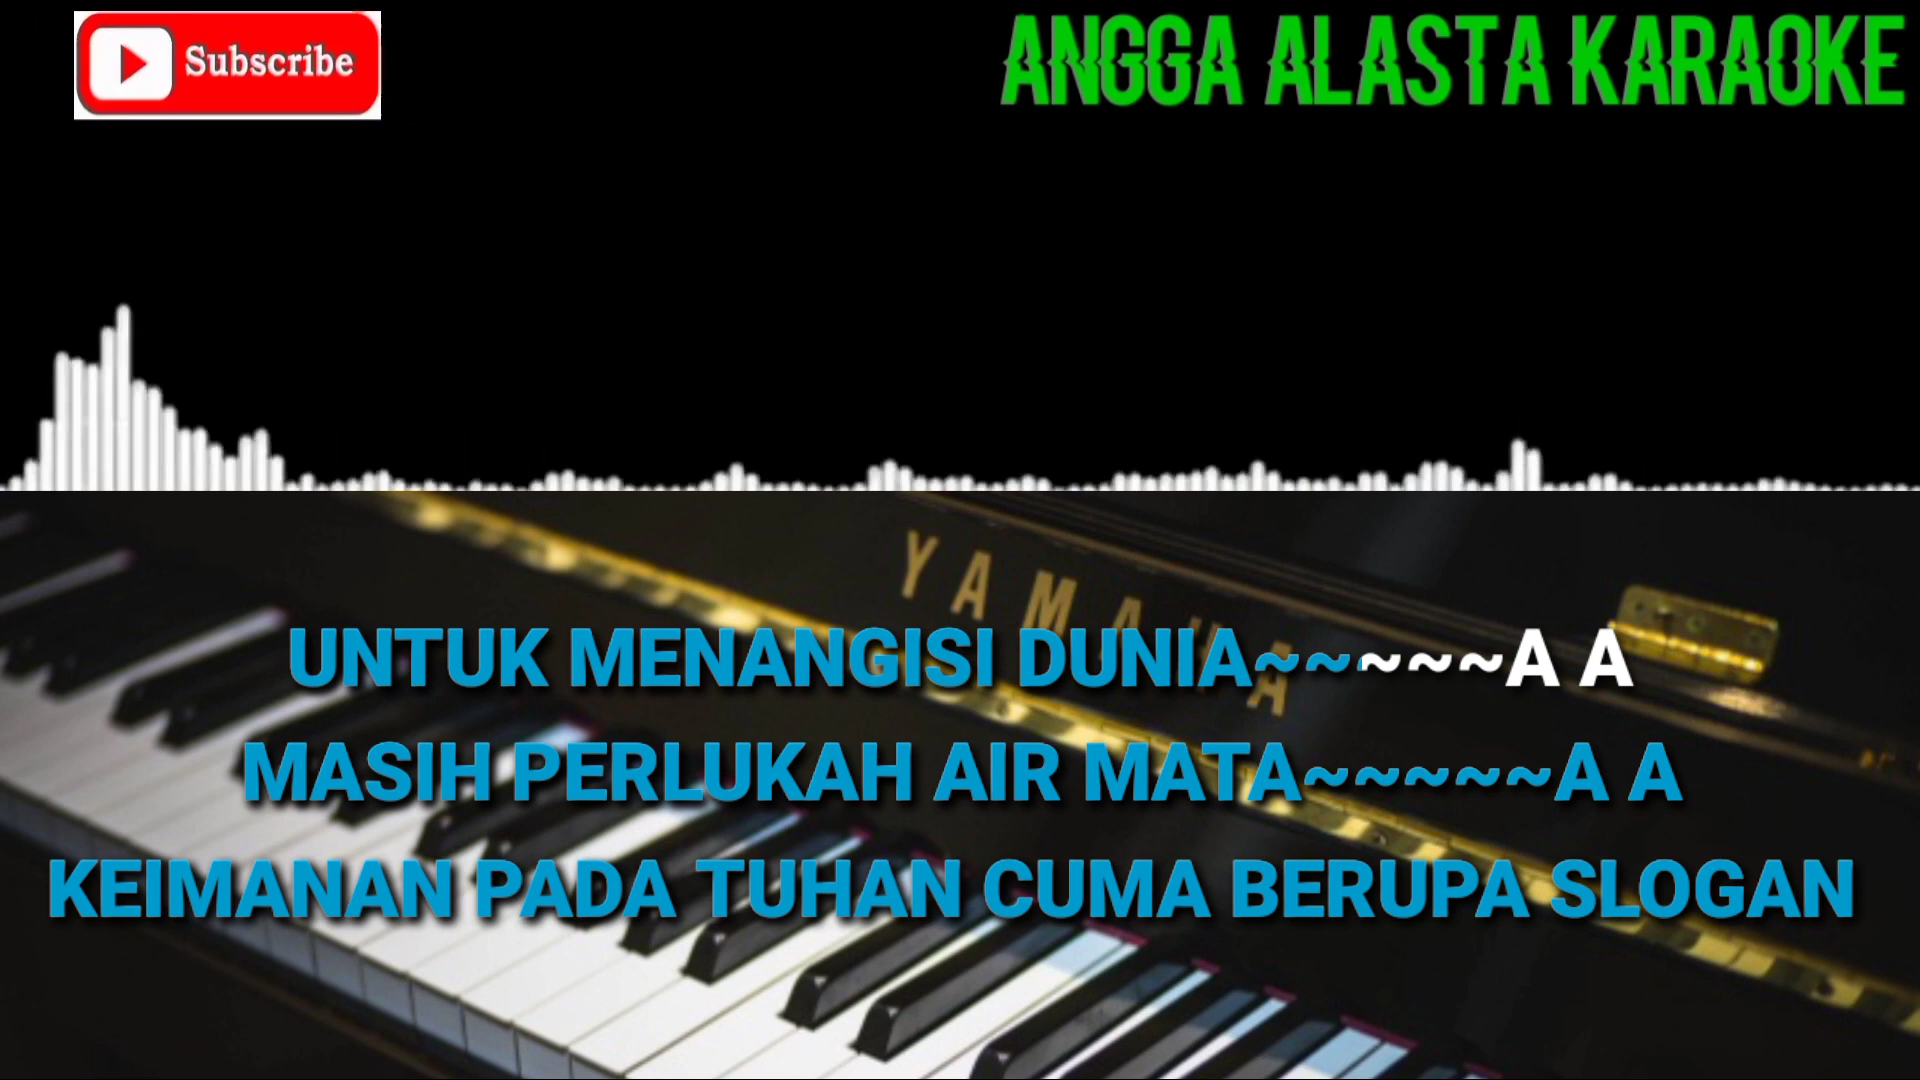 Subscribe
ANGGA ALASTA KARAOKE
YAMAHA
UNTUK MENANGISI DUNIA~~~~~A A
MASIH PERLUKAH AIR MATA~~~~~A A
KEIMANAN PADA TUHAN CUMA BERUPA SLOGAN